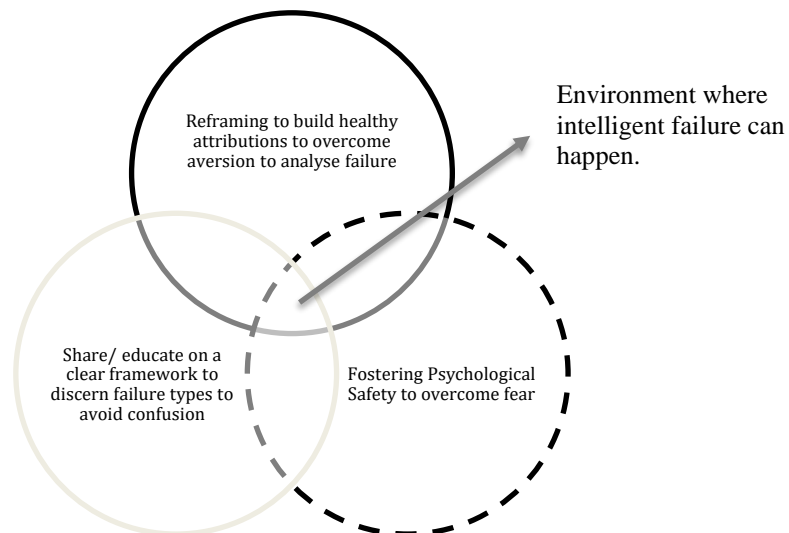 Reframing to build healthy
attributions to overcome
aversion to analyse failure
Environment where
intelligent failure can
happen.
Share/ educate on a
clear framework to
discern failure types to
avoid confusion
Fostering Psychological
Safety to overcome fear